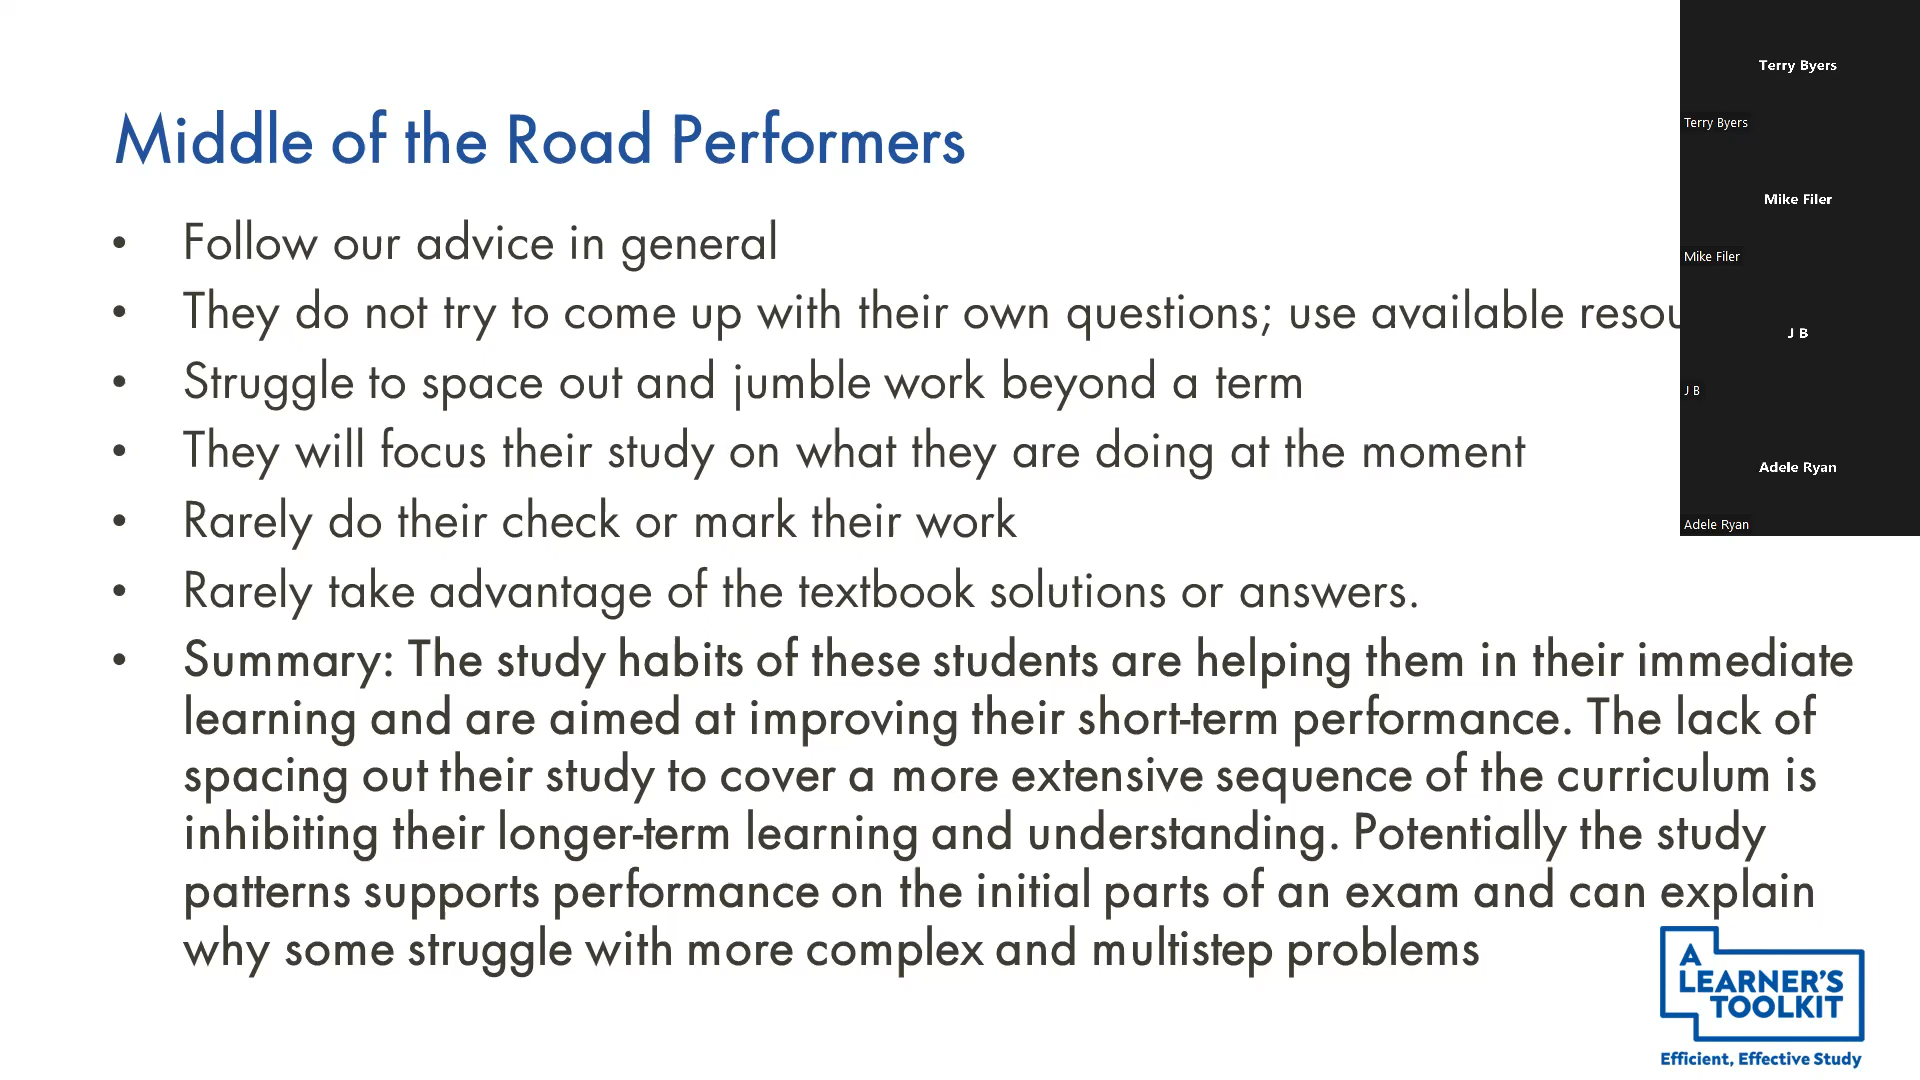 Middle of the Road Performers
• Follow our advice in general
• They do not try to come up with their own questions; use available resou
• Struggle to space out and jumble work beyond a term
• They will focus their study on what they are doing at the moment
• Rarely do their check or mark their work
• Rarely take advantage of the textbook solutions or answers.
• Summary: The study habits of these students are helping them in their immediate
learning and are aimed at improving their short-term performance. The lack of
spacing out their study to cover a more extensive sequence of the curriculum is
inhibiting their longer-term learning and understanding. Potentially the study
patterns supports performance on the initial parts of an exam and can explain
why some struggle with more complex and multistep problems
Terry Byers
Terry Byers
Mike Filer
Mike Filer
J B
J B
Adele Ryan
Adele Ryan
A
LEARNER'S
TOOLKIT
Efficient, Effective Study